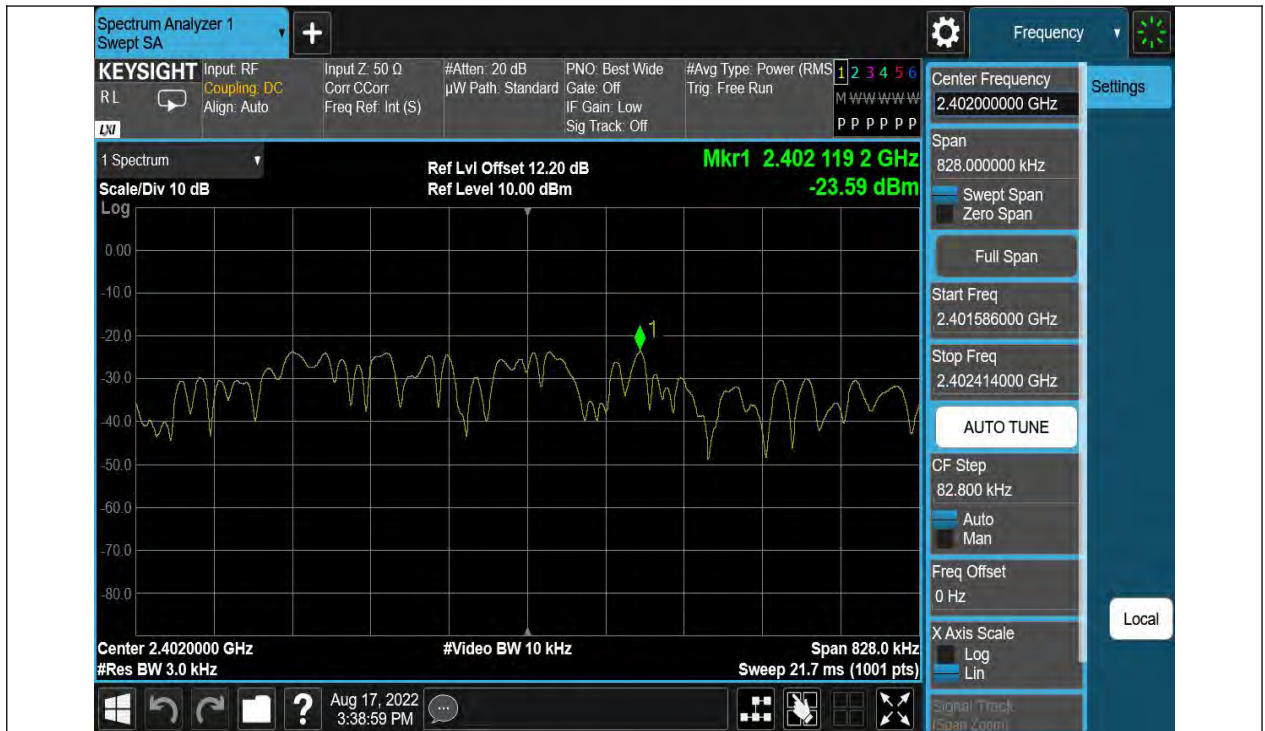 Spectrum Analyzer 1
Swept SA
+
Frequency
KEYSIGHT
RL
LXI
Input: RF
Coupling: DC
Align: Auto
Input Z: 50 Ω
Corr CCorr
Freq Ref: Int (S)
#Atten: 20 dB
µW Path: Standard
PNO: Best Wide
Gate: Off
IF Gain: Low
Sig Track: Off
#Avg Type: Power (RMS
Trig: Free Run
1 2 3 4 5 6
M W W W W W
P P P P P P
1 Spectrum
Ref Lvl Offset 12.20 dB
Mkr1 2.402 119 2 GHz
Scale/Div 10 dB
Ref Level 10.00 dBm
-23.59 dBm
Log
0.00
-10.0
-20.0
-30.0
-40.0
-50.0
-60.0
-70.0
-80.0
1
Center 2.4020000 GHz
#Video BW 10 kHz
Span 828.0 kHz
#Res BW 3.0 kHz
Sweep 21.7 ms (1001 pts)
?
Aug 17, 2022
3:38:59 PM
Center Frequency
2.402000000 GHz
Settings
Span
828.000000 kHz
Swept Span
Zero Span
Full Span
Start Freq
2.401586000 GHz
Stop Freq
2.402414000 GHz
AUTO TUNE
CF Step
82.800 kHz
Auto
Man
Freq Offset
0 Hz
X Axis Scale
Log
Lin
Signal Track
(Span Zoom)
Local